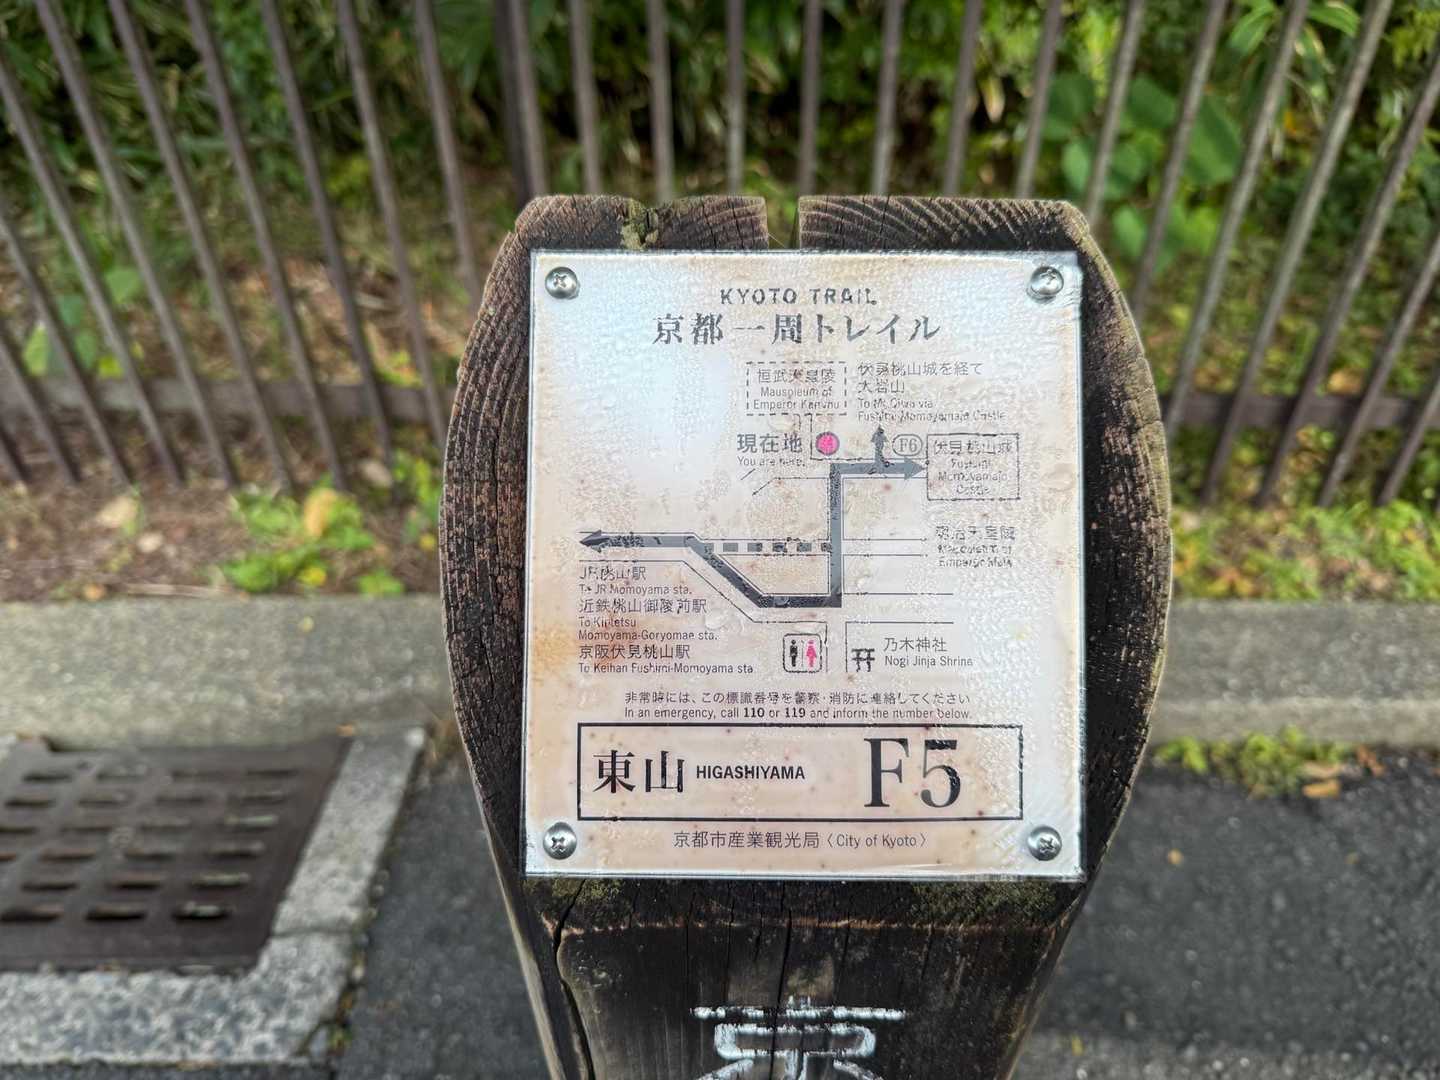 KYOTO TRAIL
京都一周トレイル
桓武天皇陵
Mauspleum of
Emperor Kanmu
伏見桃山城を経て
大岩山
To Mt. Oiwa via
Fushimi Momoyamajo Castle
現在地
You are here.
F6
伏見桃山城
Fushimi
Momoyamajo
Castle
明治天皇陵
Mausoleum of
Emperor Meiji
JR桃山駅
To JR Momoyama sta.
近鉄桃山御陵前駅
To Kintetsu
Momoyama-Goryomae sta.
京阪伏見桃山駅
To Keihan Fushimi-Momoyama sta
乃木神社
Nogi Jinja Shrine
非常時には、この標識番号を警察・消防に連絡してください
In an emergency, call 110 or 119 and inform the number below.
東山 HIGASHIYAMA F5
京都市産業観光局〈City of Kyoto〉
京